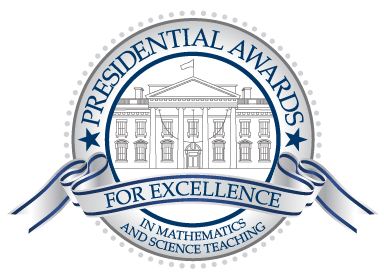 PRESIDENTIAL AWARDS
FOR EXCELLENCE
IN MATHEMATICS
AND SCIENCE TEACHING